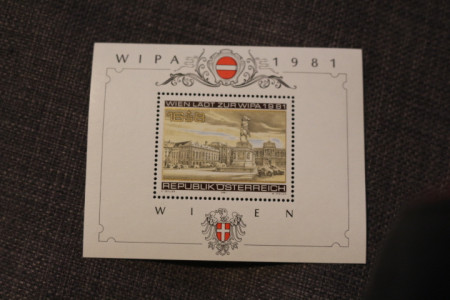 WIPA 1981
WIEN LÄDT ZUR WIPA 1981
REPUBLIK ÖSTERREICH
WIEN